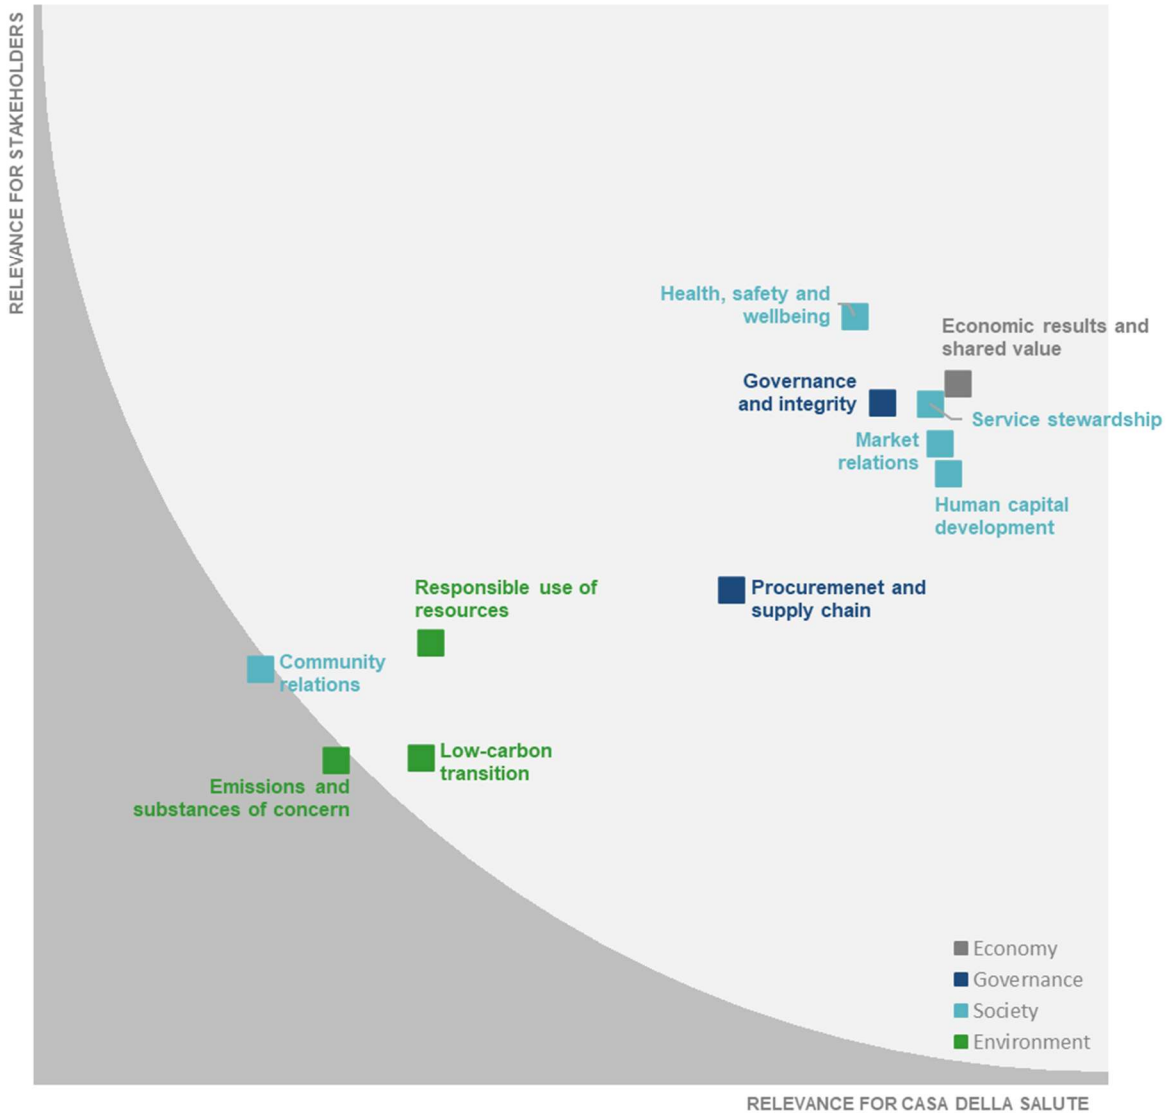 RELEVANCE FOR STAKEHOLDERS
Health, safety and
wellbeing
Economic results and
shared value
Governance
and integrity
Service stewardship
Market
relations
Human capital
development
Responsible use of
resources
Procuremenet and
supply chain
Community
relations
Low-carbon
transition
Emissions and
substances of concern
Economy
Governance
Society
Environment
RELEVANCE FOR CASA DELLA SALUTE